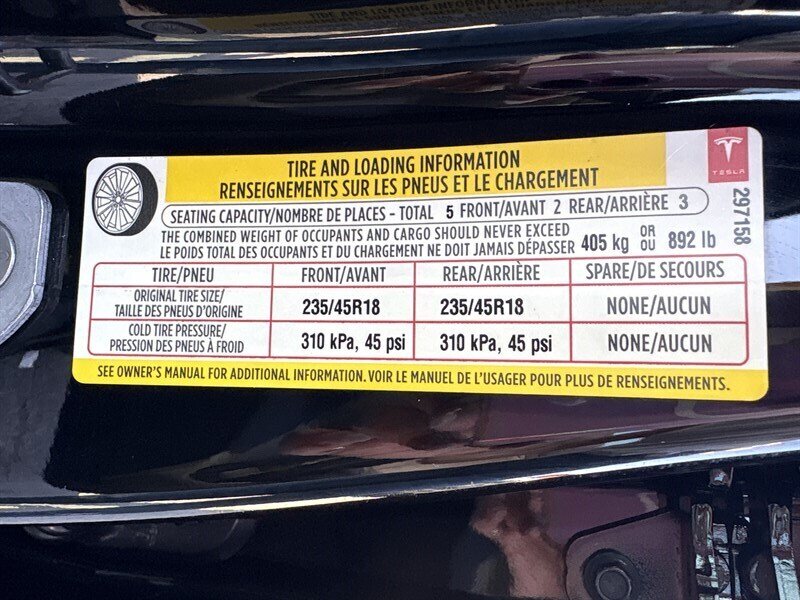 TIRE AND LOADING INFORMATION
RENSEIGNEMENTS SUR LES PNEUS ET LE CHARGEMENT
TESLA
SEATING CAPACITY/NOMBRE DE PLACES - TOTAL 5 FRONT/AVANT 2 REAR/ARRIÈRE 3
THE COMBINED WEIGHT OF OCCUPANTS AND CARGO SHOULD NEVER EXCEED
LE POIDS TOTAL DES OCCUPANTS ET DU CHARGEMENT NE DOIT JAMAIS DÉPASSER
405 kg OR
OU 892 lb
297158
TIRE/PNEU FRONT/AVANT REAR/ARRIÈRE SPARE/DE SECOURS
ORIGINAL TIRE SIZE/
TAILLE DES PNEUS D'ORIGINE
235/45R18 235/45R18 NONE/AUCUN
COLD TIRE PRESSURE/
PRESSION DES PNEUS À FROID
310 kPa, 45 psi 310 kPa, 45 psi NONE/AUCUN
SEE OWNER'S MANUAL FOR ADDITIONAL INFORMATION. VOIR LE MANUEL DE L'USAGER POUR PLUS DE RENSEIGNEMENTS.